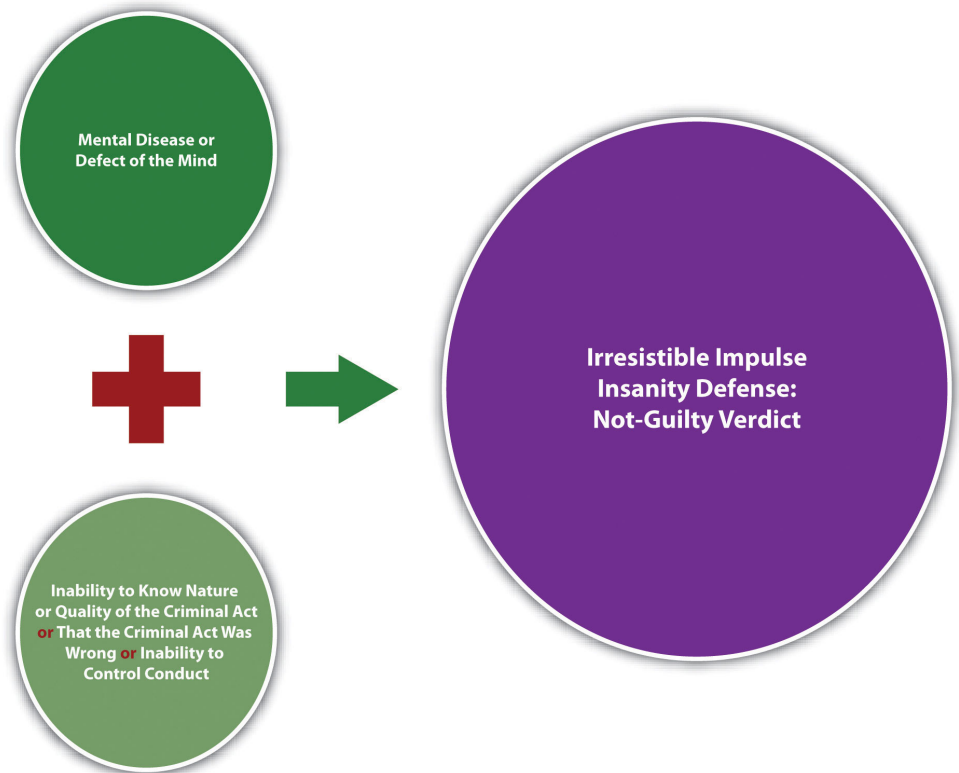 Mental Disease or
Defect of the Mind
Inability to Know Nature
or Quality of the Criminal Act
or That the Criminal Act Was
Wrong or Inability to
Control Conduct
Irresistible Impulse
Insanity Defense:
Not-Guilty Verdict